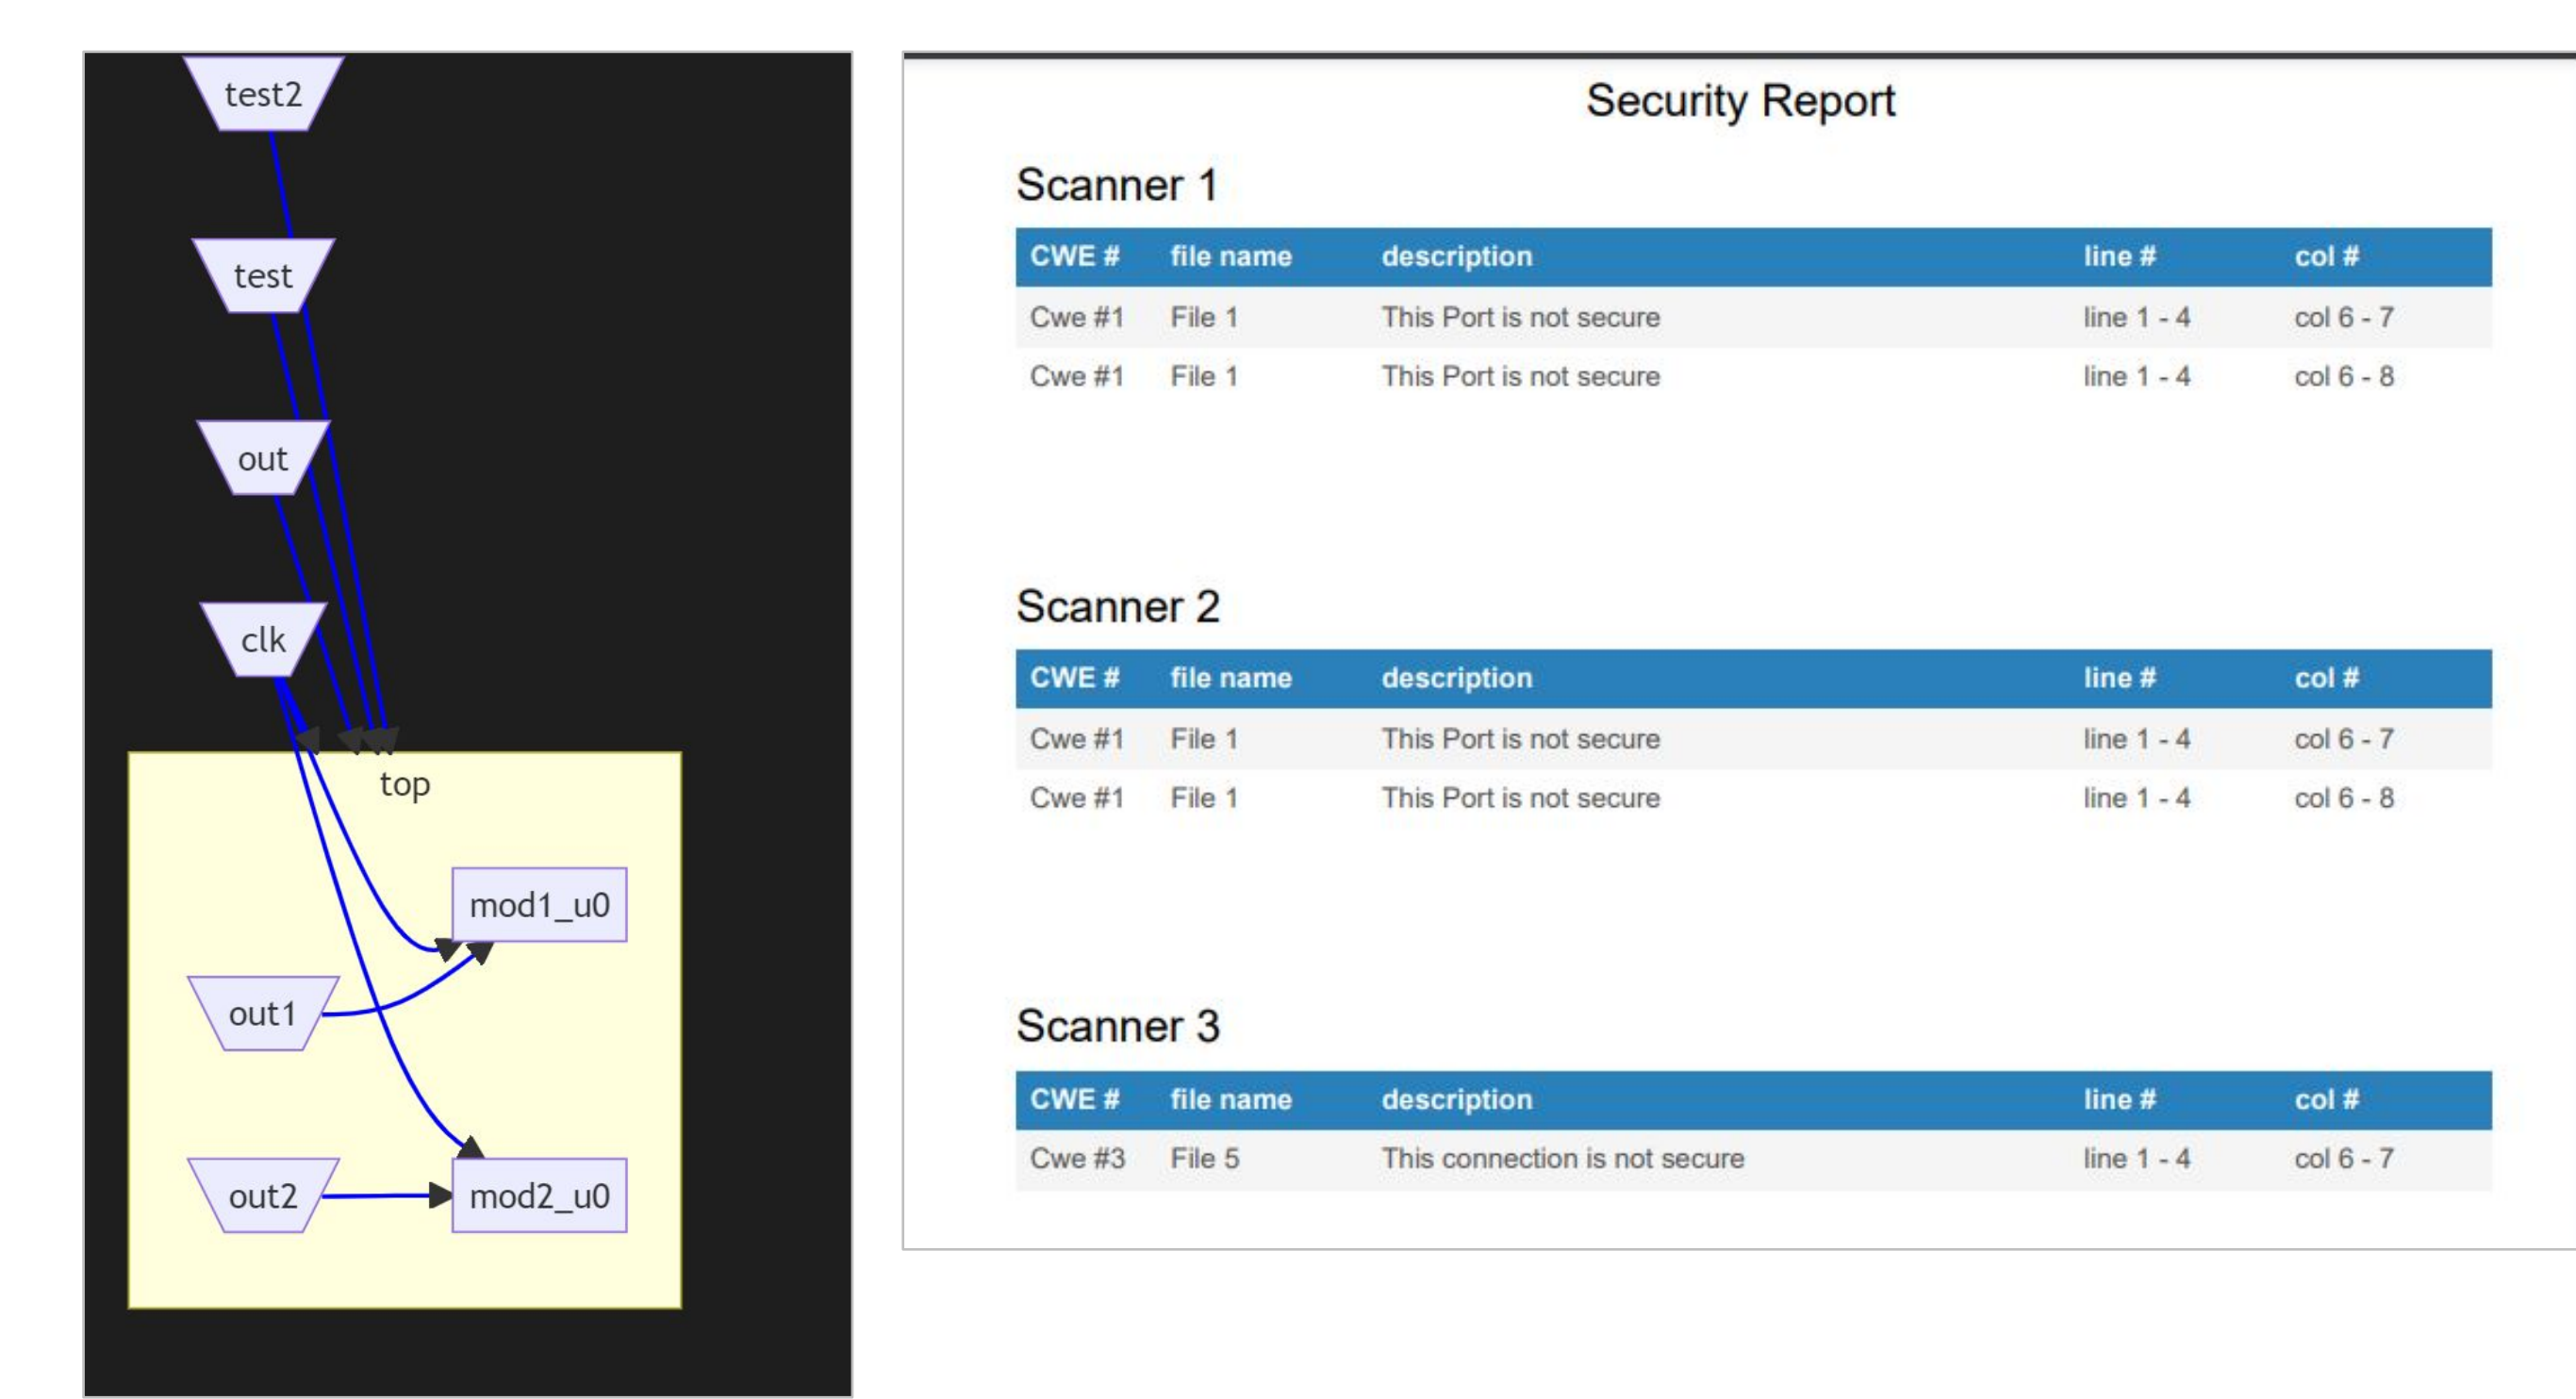 test2
test
out
clk
top
mod1_u0
out1
out2
mod2_u0
Security Report
Scanner 1
CWE # file name description line # col #
Cwe #1 File 1 This Port is not secure line 1 - 4 col 6 - 7
Cwe #1 File 1 This Port is not secure line 1 - 4 col 6 - 8
Scanner 2
CWE # file name description line # col #
Cwe #1 File 1 This Port is not secure line 1 - 4 col 6 - 7
Cwe #1 File 1 This Port is not secure line 1 - 4 col 6 - 8
Scanner 3
CWE # file name description line # col #
Cwe #3 File 5 This connection is not secure line 1 - 4 col 6 - 7